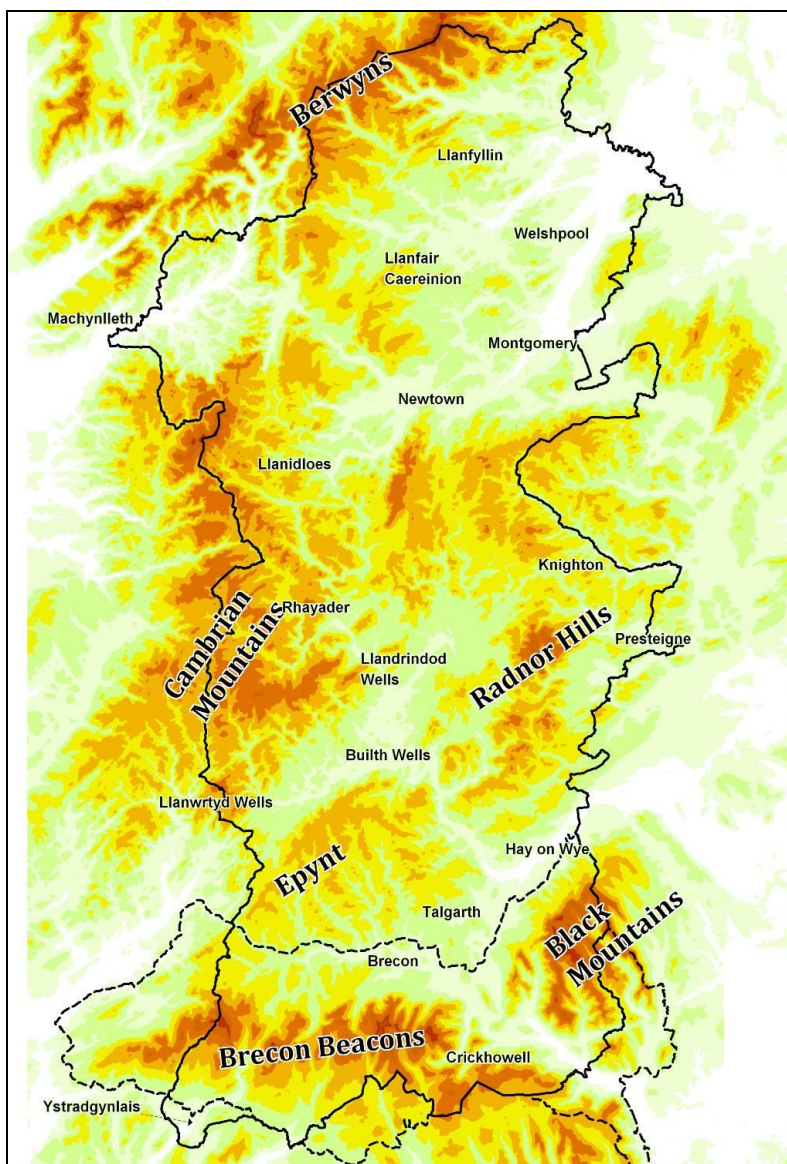 Berwyns
Llanfyllin
Welshpool
Llanfair
Caereinion
Machynlleth
Montgomery
Newtown
Llanidloes
Knighton
Rhayader
Cambrian
Mountains
Presteigne
Radnor Hills
Llandrindod
Wells
Builth Wells
Llanwrtyd Wells
Hay on Wye
Epynt
Talgarth
Black
Mountains
Brecon
Brecon Beacons
Crickhowell
Ystradgynlais